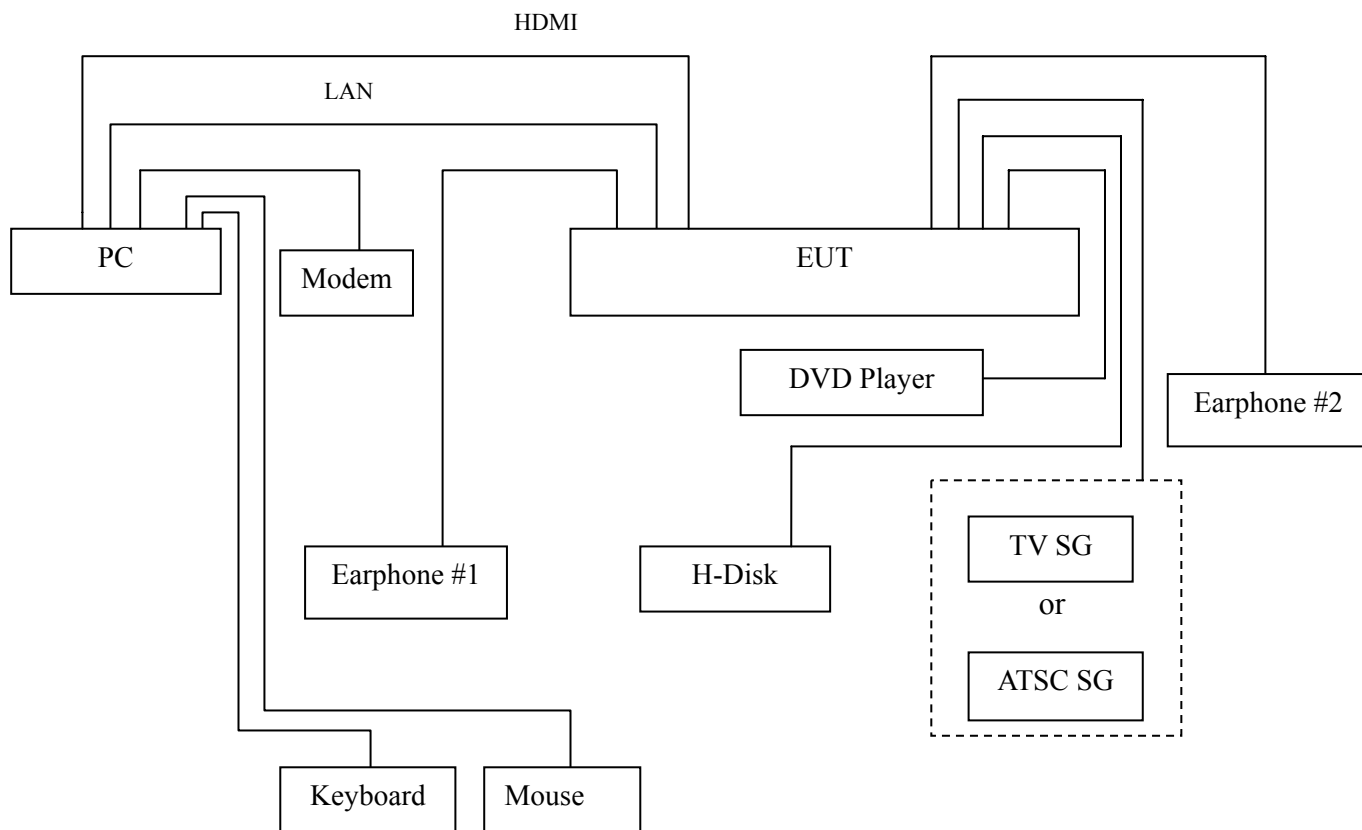 HDMI
LAN
PC
Modem
EUT
DVD Player
Earphone #2
Earphone #1
H-Disk
TV SG
or
ATSC SG
Keyboard
Mouse